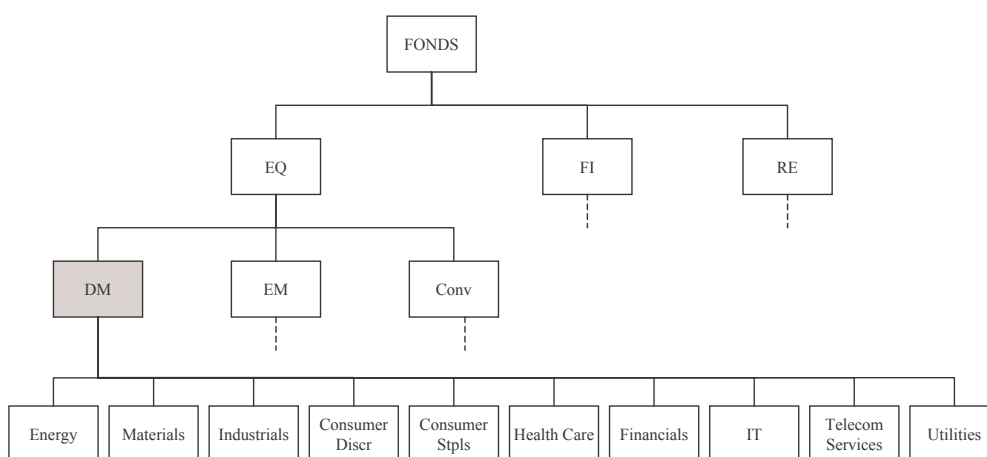 FONDS
EQ
FI
RE
DM
EM
Conv
Energy
Materials
Industrials
Consumer
Discr
Consumer
Stpls
Health Care
Financials
IT
Telecom
Services
Utilities